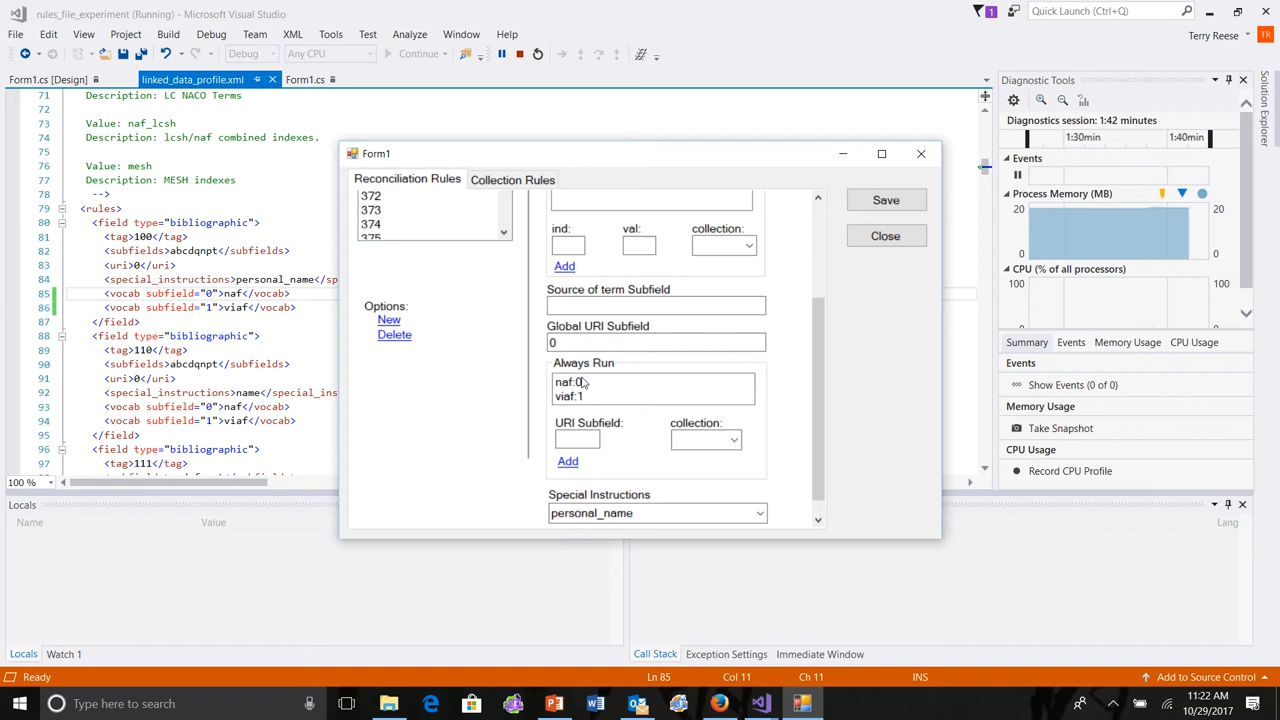 rules_file_experiment (Running) - Microsoft Visual Studio
1
Quick Launch (Ctrl+Q)
File Edit View Project Build Debug Team XML Tools Test Analyze Window Help
Terry Reese
TR
Debug Any CPU Continue
Form1.cs [Design] linked_data_profile.xml Form1.cs
Diagnostic Tools
71 Description: LC NACO Terms
72
73 Value: naf_lcsh
74 Description: lcsh/naf combined indexes.
75
76 Value: mesh
77 Description: MESH indexes
78 -->
79 <rules>
80 <field type="bibliographic">
81 <tag>100</tag>
82 <subfields>abcdqnpt</subfields>
83 <uri>0</uri>
84 <special_instructions>personal_name</s
85 <vocab subfield="0">naf</vocab>
86 <vocab subfield="1">viaf</vocab>
87 </field>
88 <field type="bibliographic">
89 <tag>110</tag>
90 <subfields>abcdqnpt</subfields>
91 <uri>0</uri>
92 <special_instructions>name</special_in
93 <vocab subfield="0">naf</vocab>
94 <vocab subfield="1">viaf</vocab>
95 </field>
96 <field type="bibliographic">
97 <tag>111</tag>
100 %
Form1
Reconciliation Rules Collection Rules
372
373
374
375
Options:
New
Delete
ind: val: collection:
Add
Source of term Subfield
Global URI Subfield
0
Always Run
naf:0
viaf:1
URI Subfield: collection:
Add
Special Instructions
personal_name
Save
Close
Diagnostics session: 1:42 minutes
1:30min 1:40min
Events
Process Memory (MB)
20 20
0 0
CPU (% of all processors)
100 100
0 0
Summary Events Memory Usage CPU Usage
Events
Show Events (0 of 0)
Memory Usage
Take Snapshot
CPU Usage
Record CPU Profile
Solution Explorer
Locals
Name Value
Lang
Locals Watch 1
Call Stack Exception Settings Immediate Window
Ready Ln 85 Col 11 Ch 11 INS Add to Source Control
Type here to search
11:22 AM
10/29/2017